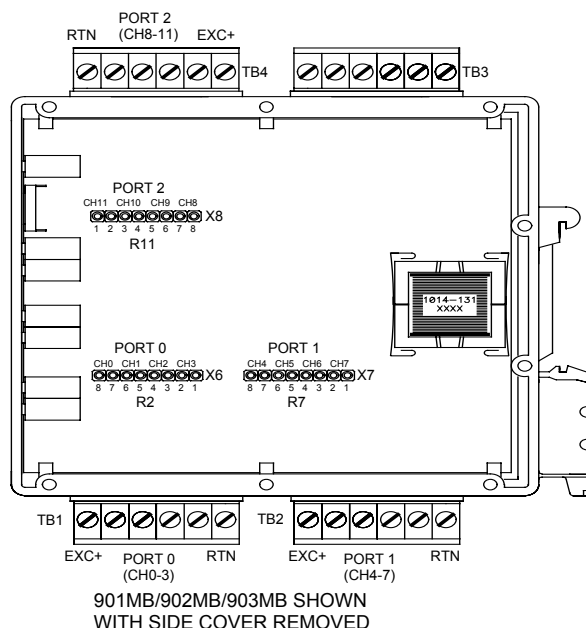 PORT 2
RTN (CH8-11) EXC+
TB4 TB3
PORT 2
CH11 CH10 CH9 CH8
X8
1 2 3 4 5 6 7 8
R11
1014-131
XXXX
PORT 0 PORT 1
CH0 CH1 CH2 CH3 X6 CH4 CH5 CH6 CH7 X7
8 7 6 5 4 3 2 1 8 7 6 5 4 3 2 1
R2 R7
TB1 TB2
EXC+ PORT 0 RTN EXC+ PORT 1 RTN
(CH0-3) (CH4-7)
901MB/902MB/903MB SHOWN
WITH SIDE COVER REMOVED